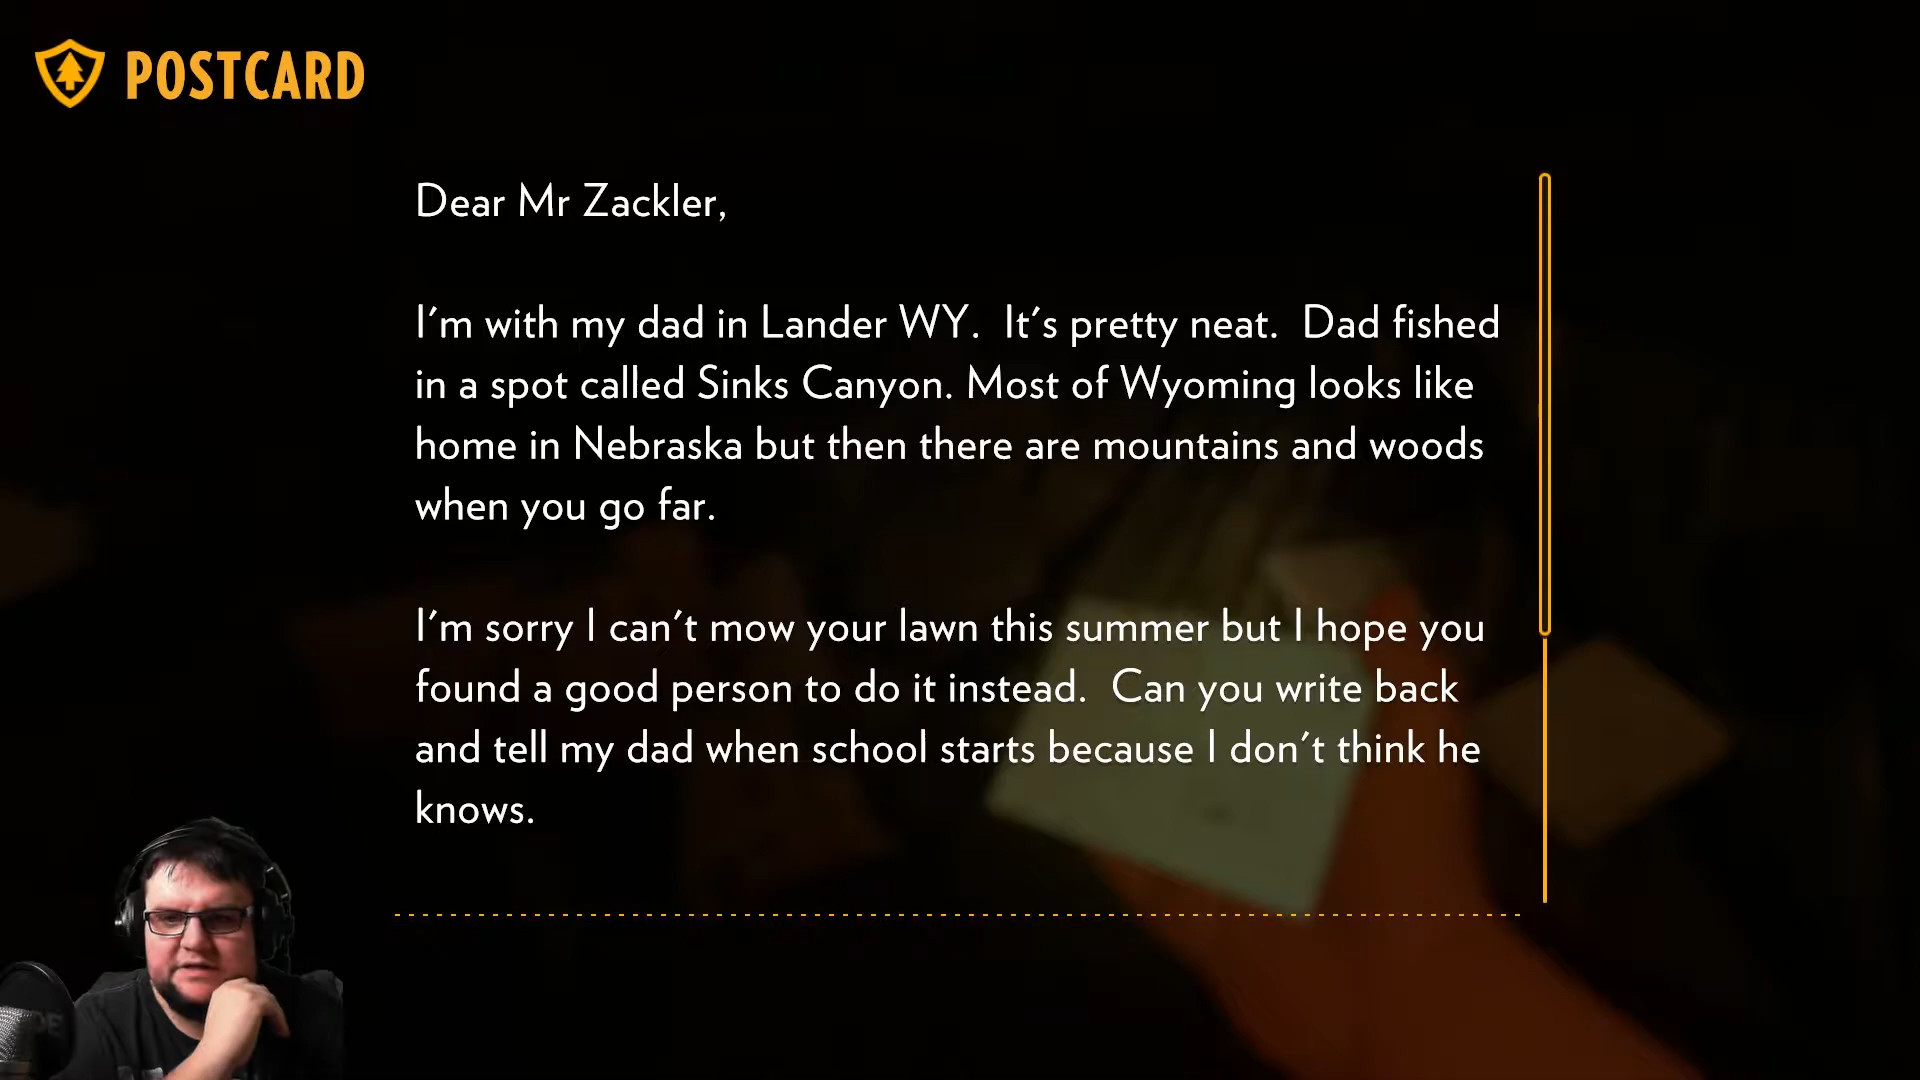 POSTCARD
Dear Mr Zackler,
I'm with my dad in Lander WY.  It's pretty neat.  Dad fished
in a spot called Sinks Canyon. Most of Wyoming looks like
home in Nebraska but then there are mountains and woods
when you go far.
I'm sorry I can't mow your lawn this summer but I hope you
found a good person to do it instead.  Can you write back
and tell my dad when school starts because I don't think he
knows.